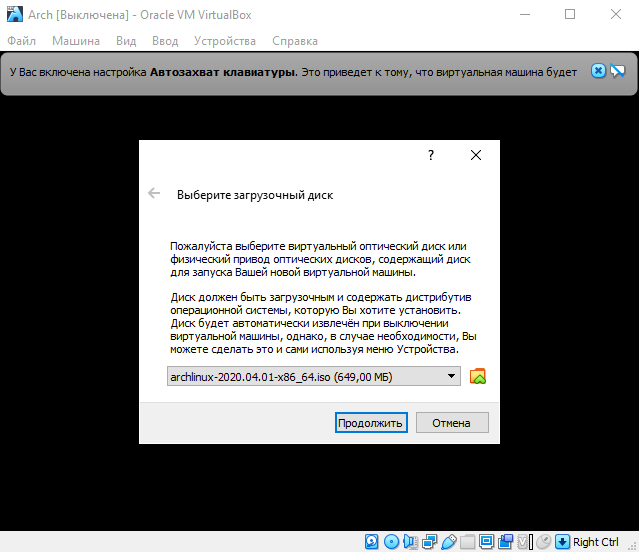 Arch [Выключена] - Oracle VM VirtualBox
Файл Машина Вид Ввод Устройства Справка
У Вас включена настройка Автозахват клавиатуры. Это приведет к тому, что виртуальная машина будет
?
Выберите загрузочный диск
Пожалуйста выберите виртуальный оптический диск или
физический привод оптических дисков, содержащий диск
для запуска Вашей новой виртуальной машины.
Диск должен быть загрузочным и содержать дистрибутив
операционной системы, которую Вы хотите установить.
Диск будет автоматически извлечён при выключении
виртуальной машины, однако, в случае необходимости, Вы
можете сделать это и сами используя меню Устройства.
archlinux-2020.04.01-x86_64.iso (649,00 МБ)
Продолжить Отмена
Right Ctrl